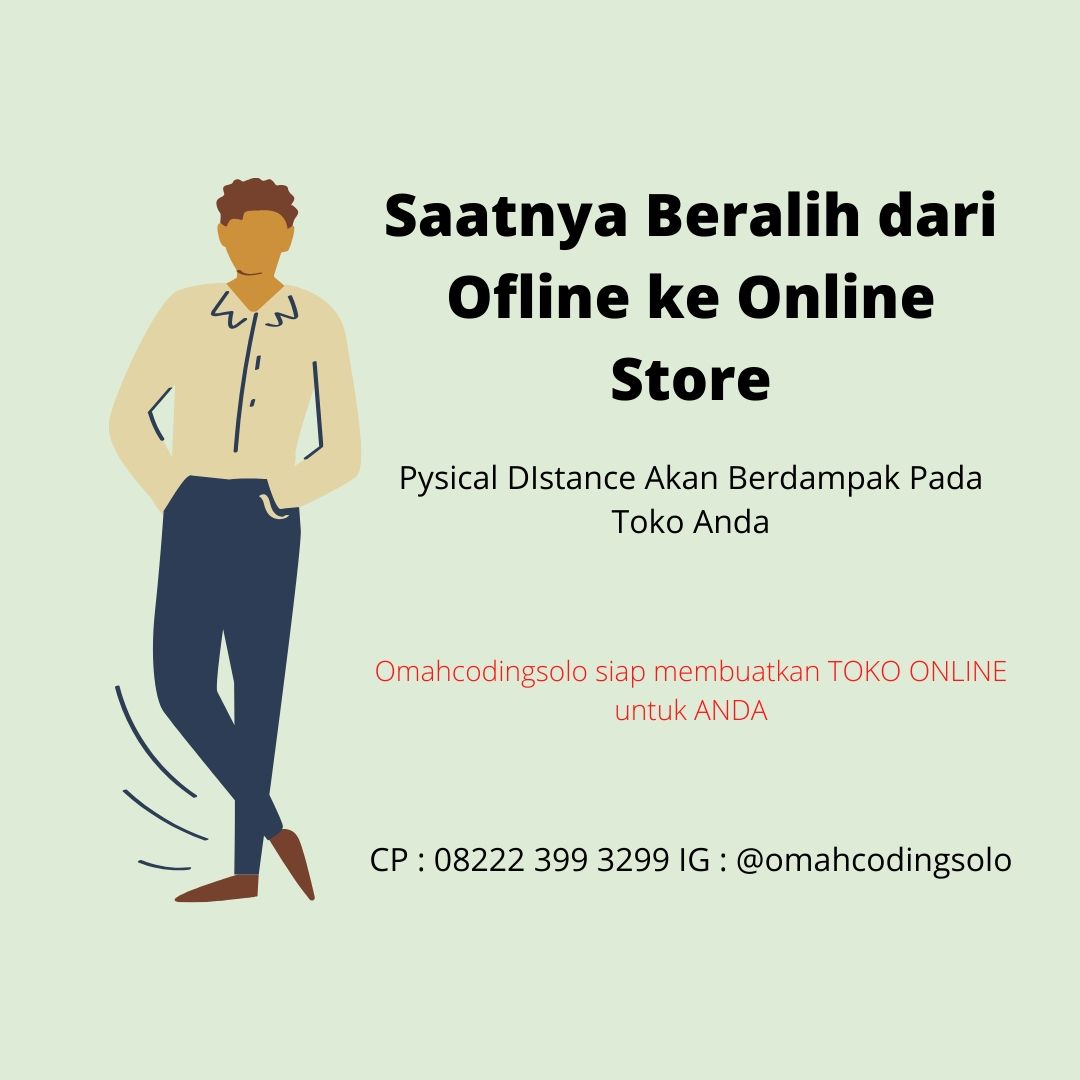 Saatnya Beralih dari
Ofline ke Online
Store
Pysical DIstance Akan Berdampak Pada
Toko Anda
Omahcodingsolo siap membuatkan TOKO ONLINE
untuk ANDA
CP : 08222 399 3299 IG : @omahcodingsolo